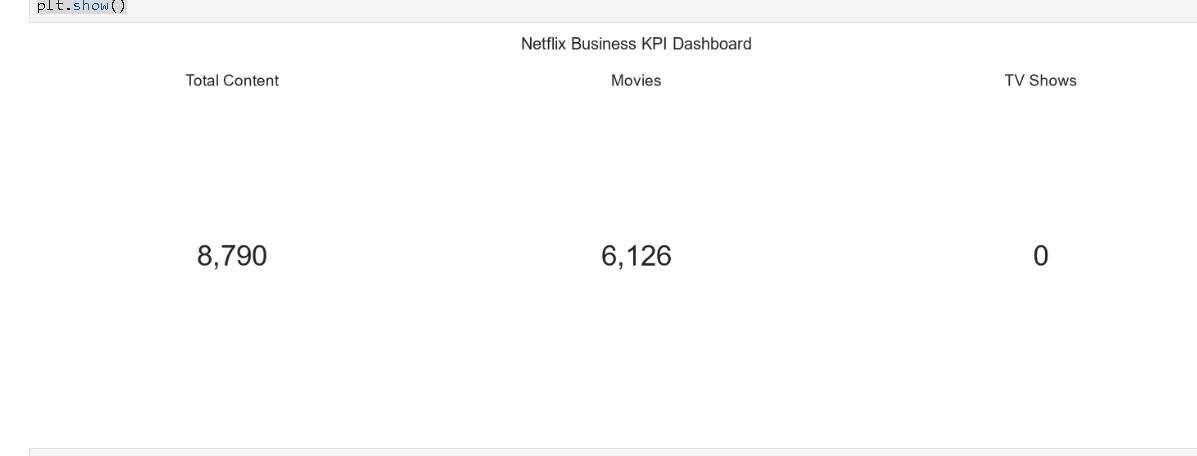 plt.show()
Netflix Business KPI Dashboard
Total Content Movies TV Shows
8,790 6,126 0